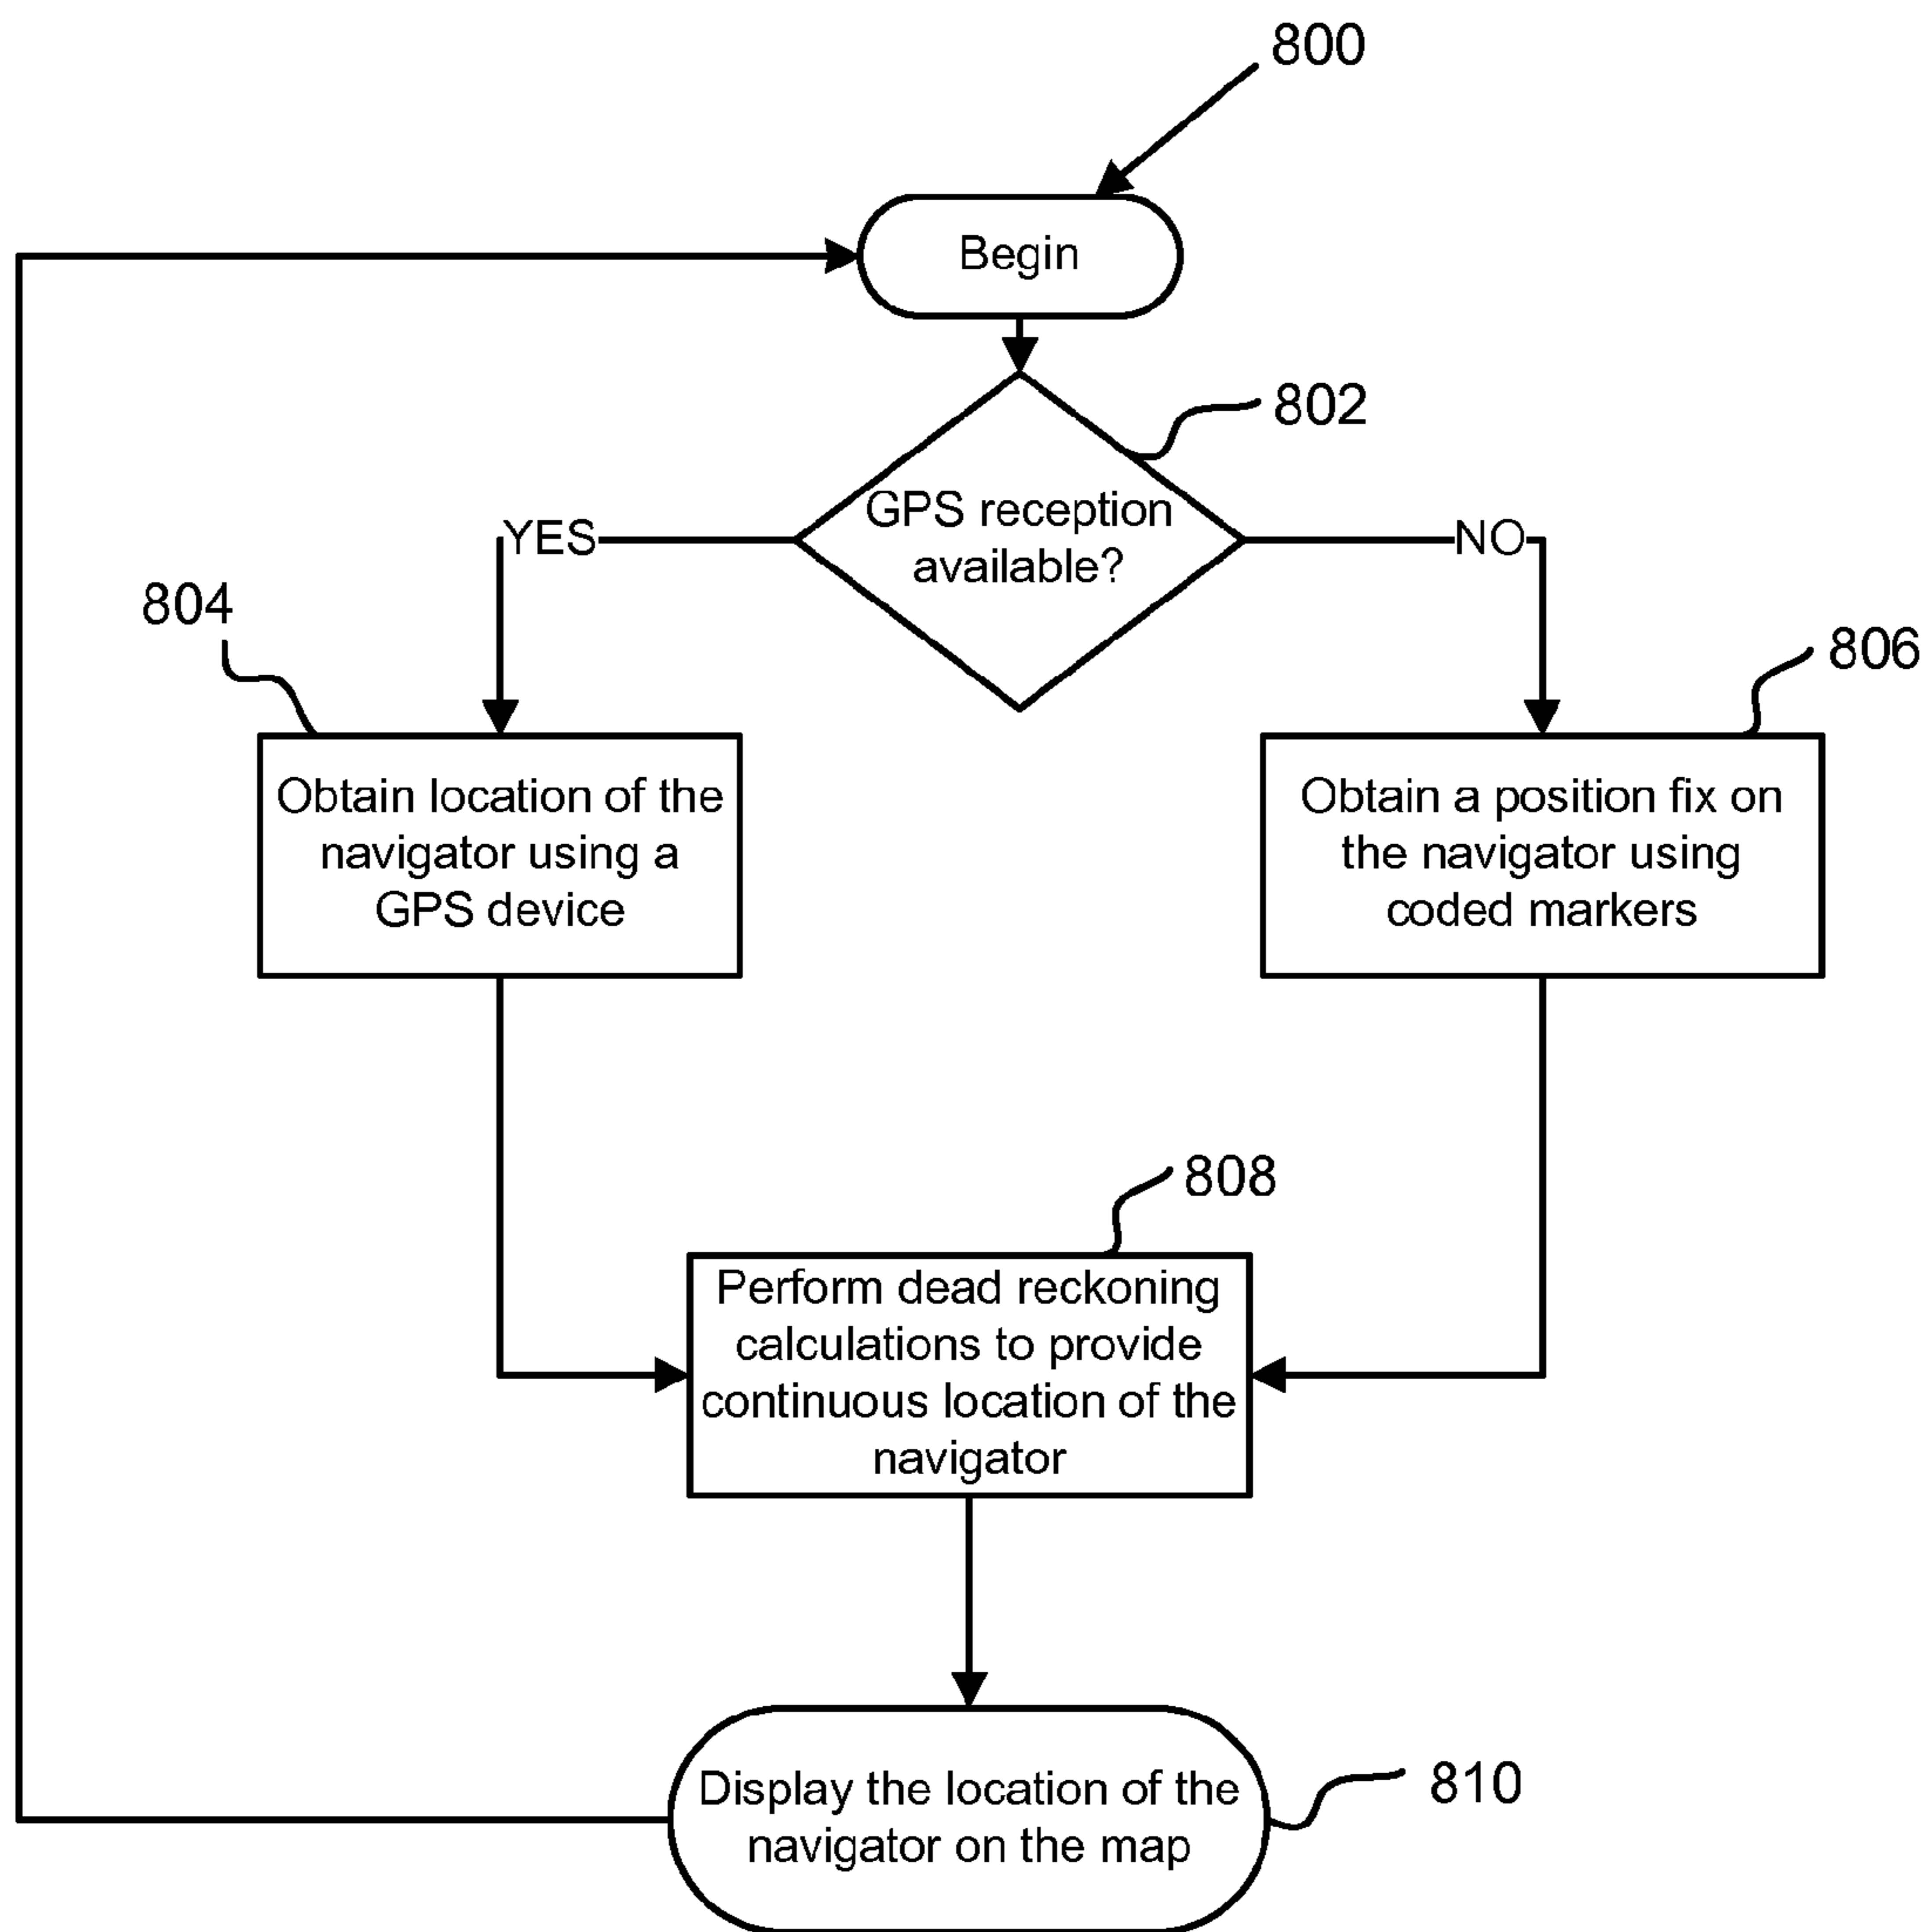 800
Begin
802
GPS reception
available?
YES
NO
804
806
Obtain location of the
navigator using a
GPS device
Obtain a position fix on
the navigator using
coded markers
808
Perform dead reckoning
calculations to provide
continuous location of the
navigator
810
Display the location of the
navigator on the map